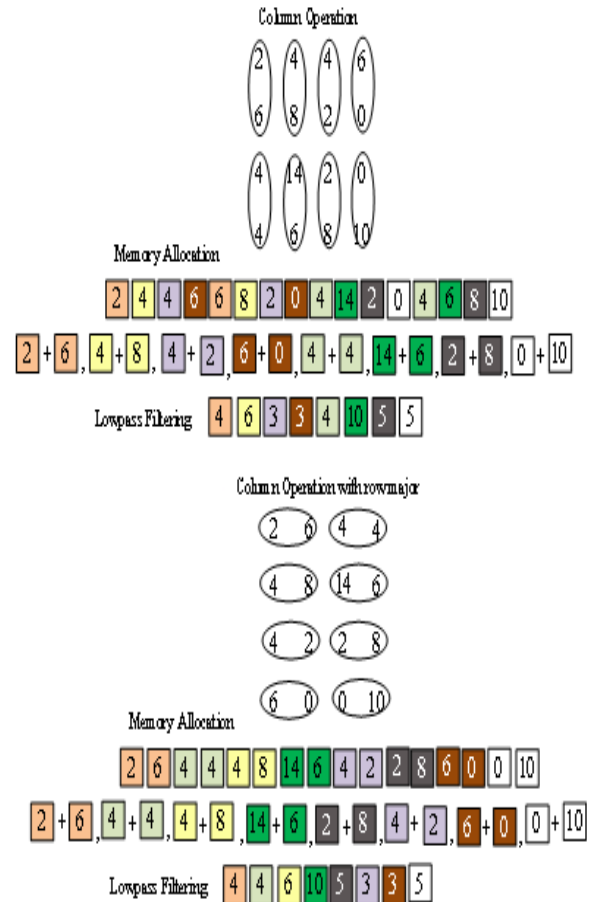 Column Operation
2 4 4 6
6 8 2 0
4 14 2 0
4 6 8 10
Memory Allocation
2 4 4 6 6 8 2 0 4 14 2 0 4 6 8 10
2 + 6 , 4 + 8 , 4 + 2 , 6 + 0 , 4 + 4 , 14 + 6 , 2 + 8 , 0 + 10
Lowpass Filtering 4 6 3 3 4 10 5 5
Column Operation with row major
2 6 4 4
4 8 14 6
4 2 2 8
6 0 0 10
Memory Allocation
2 6 4 4 4 8 14 6 4 2 2 8 6 0 0 10
2 + 6 , 4 + 4 , 4 + 8 , 14 + 6 , 2 + 8 , 4 + 2 , 6 + 0 , 0 + 10
Lowpass Filtering 4 4 6 10 5 3 3 5